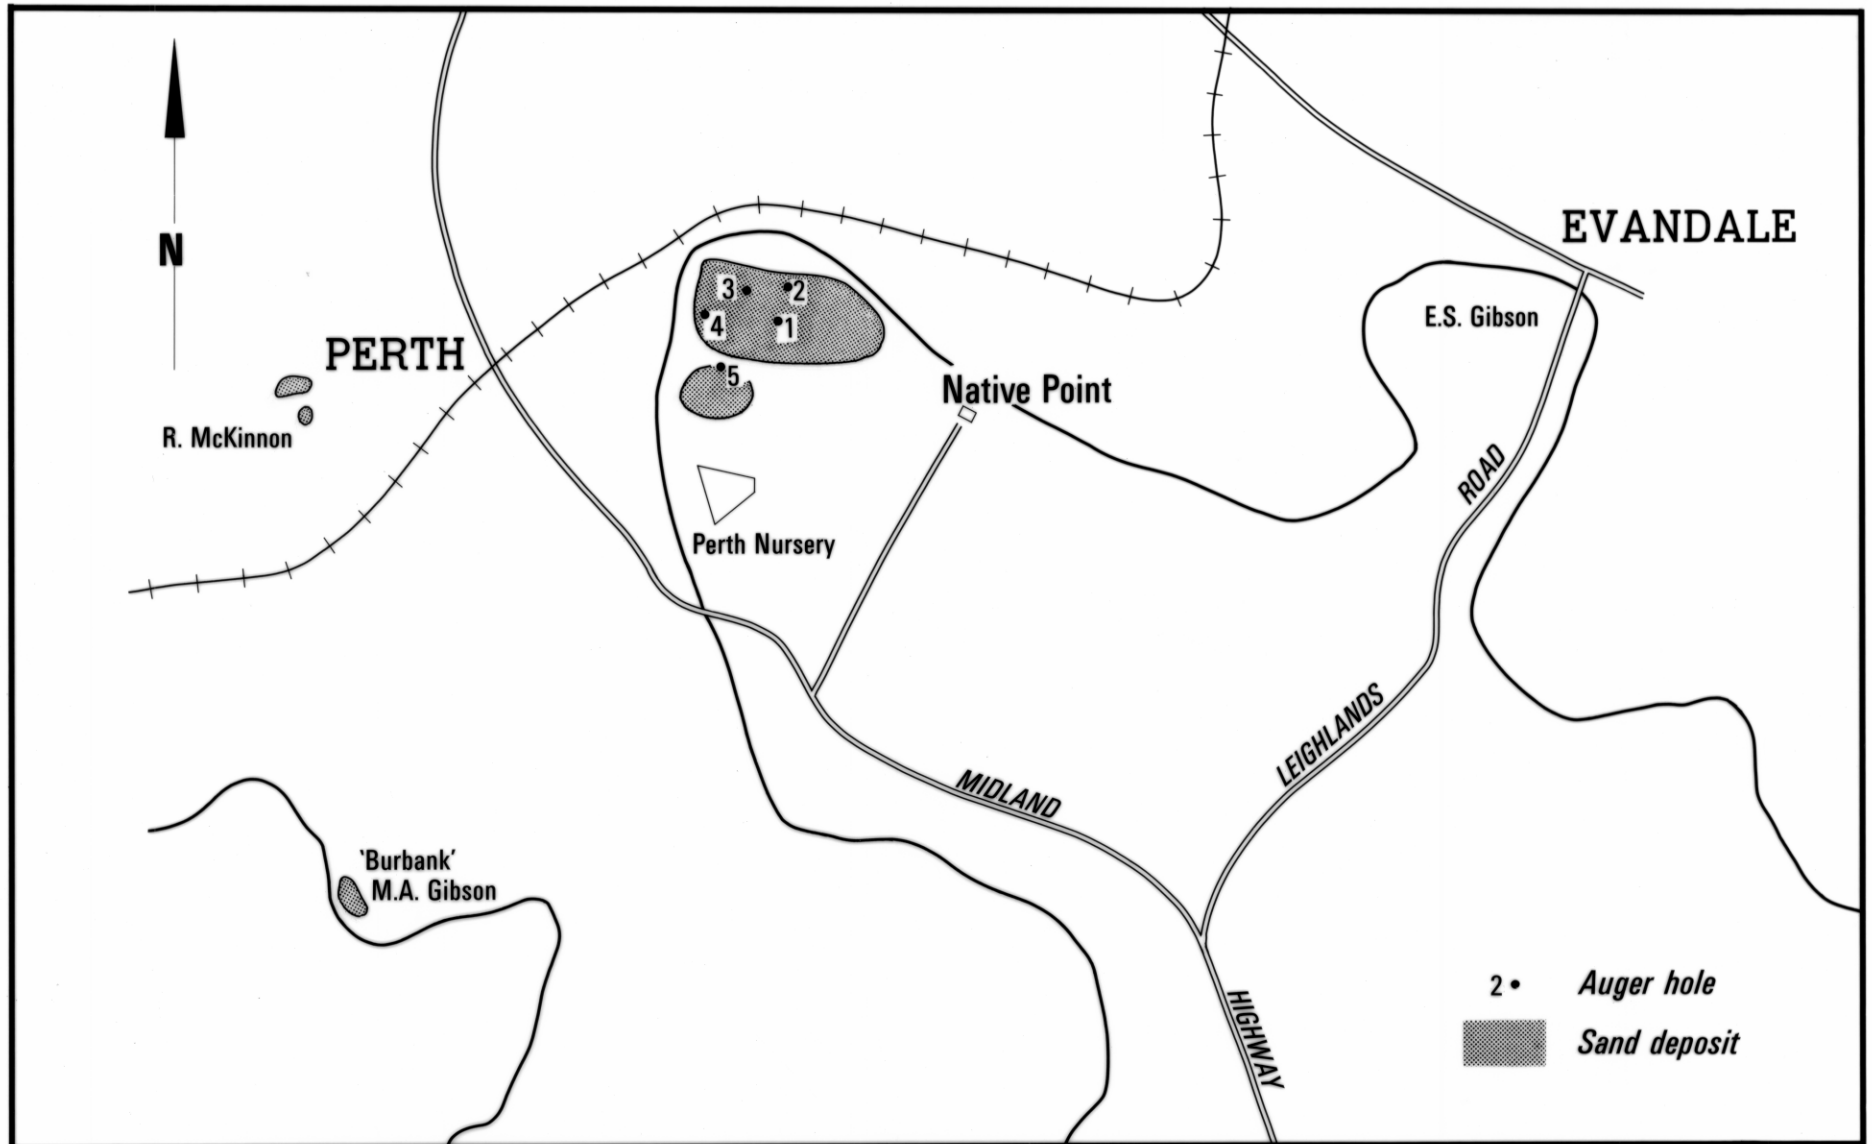 N
EVANDALE
3
2
4
1
E.S. Gibson
PERTH
5
Native Point
R. McKinnon
ROAD
Perth Nursery
LEIGHLANDS
MIDLAND
'Burbank'
M.A. Gibson
2 Auger hole
HIGHWAY
Sand deposit